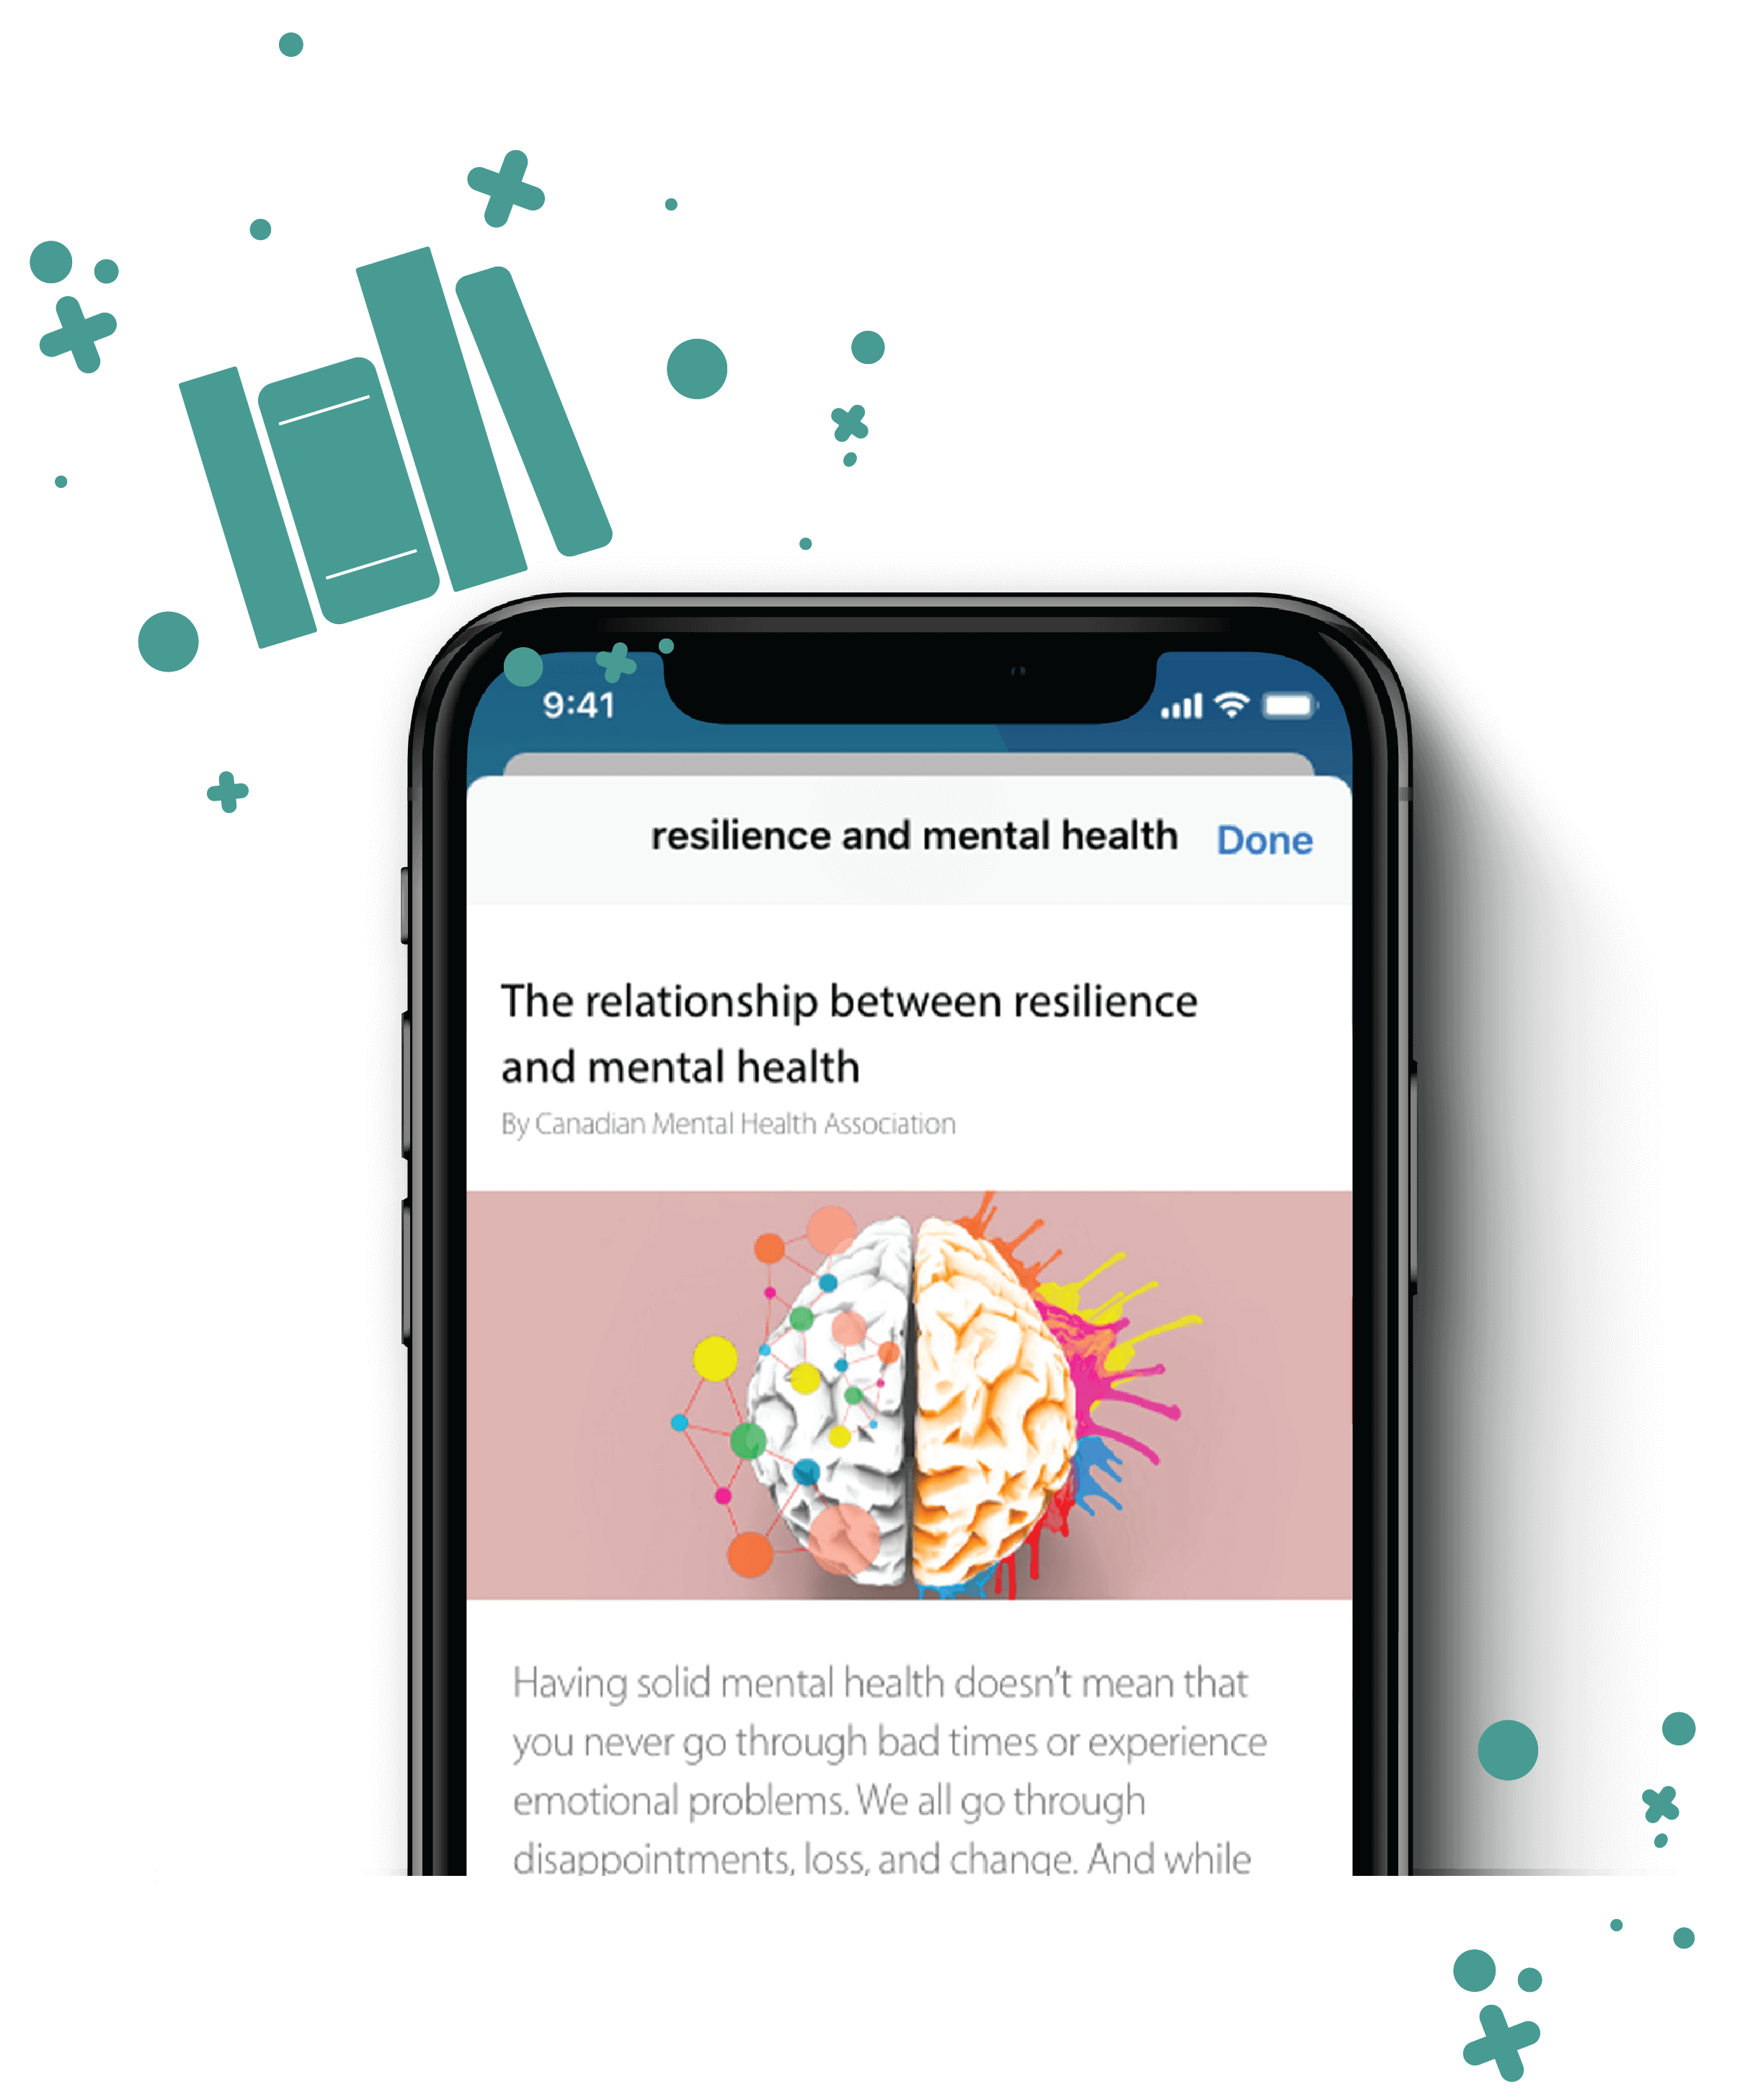 9:41
resilience and mental health Done
The relationship between resilience
and mental health
By Canadian Mental Health Association
Having solid mental health doesn't mean that
you never go through bad times or experience
emotional problems. We all go through
disappointments, loss, and change. And while